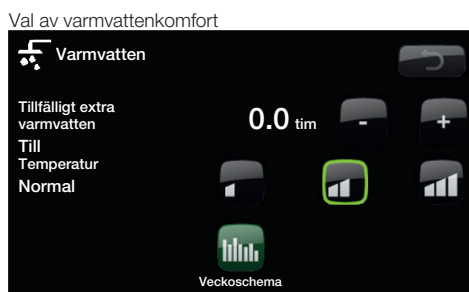 Val av varmvattenkomfort
Varmvatten
Tillfälligt extra
varmvatten
0.0 tim
-
+
Till
Temperatur
Normal
Veckoschema